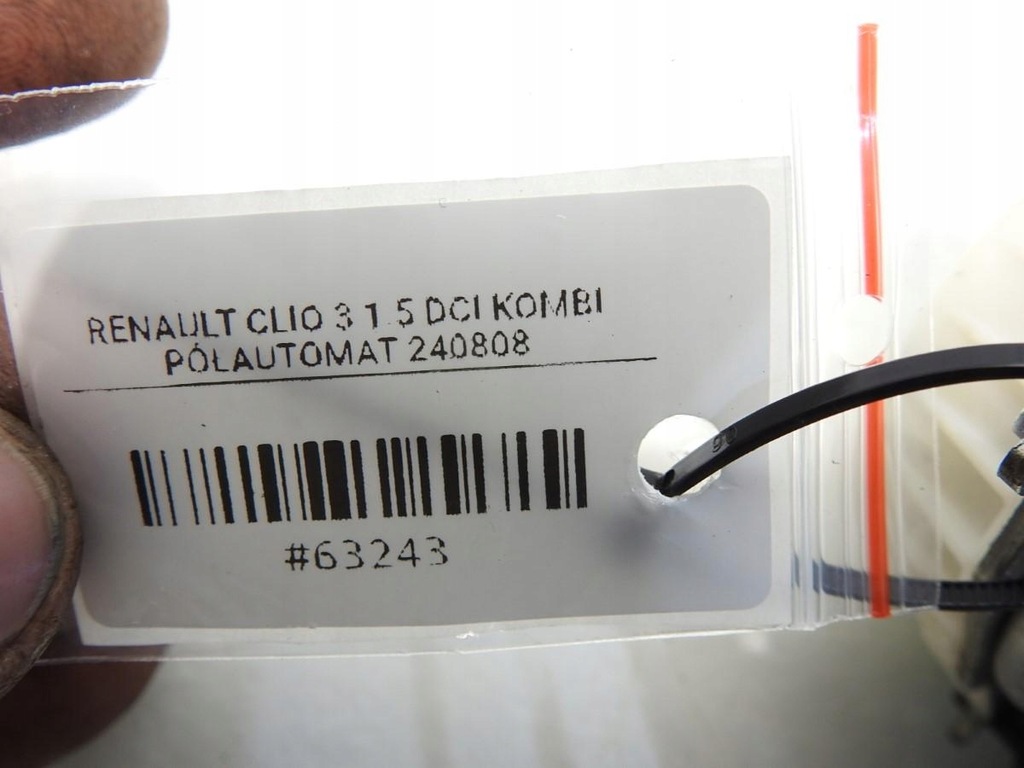 RENAULT CLIO 3 1.5 DCI KOMBI
PÓŁAUTOMAT 240808
#63243